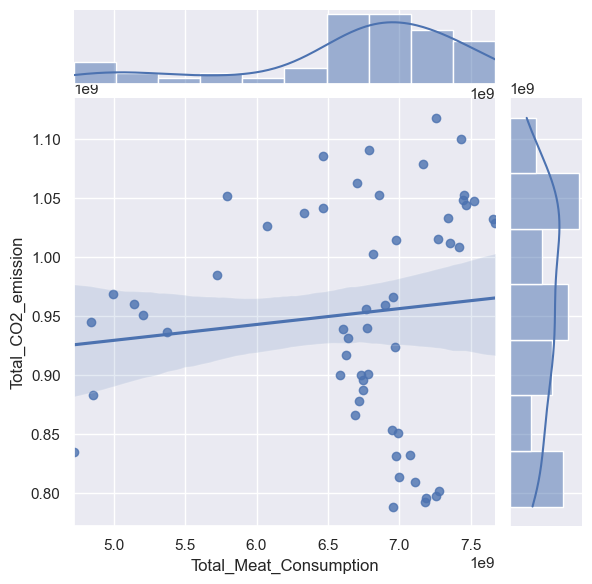 1e9
1e9
1e9
1.10
1.05
1.00
0.95
0.90
0.85
0.80
Total_CO2_emission
5.0 5.5 6.0 6.5 7.0 7.5
Total_Meat_Consumption
1e9